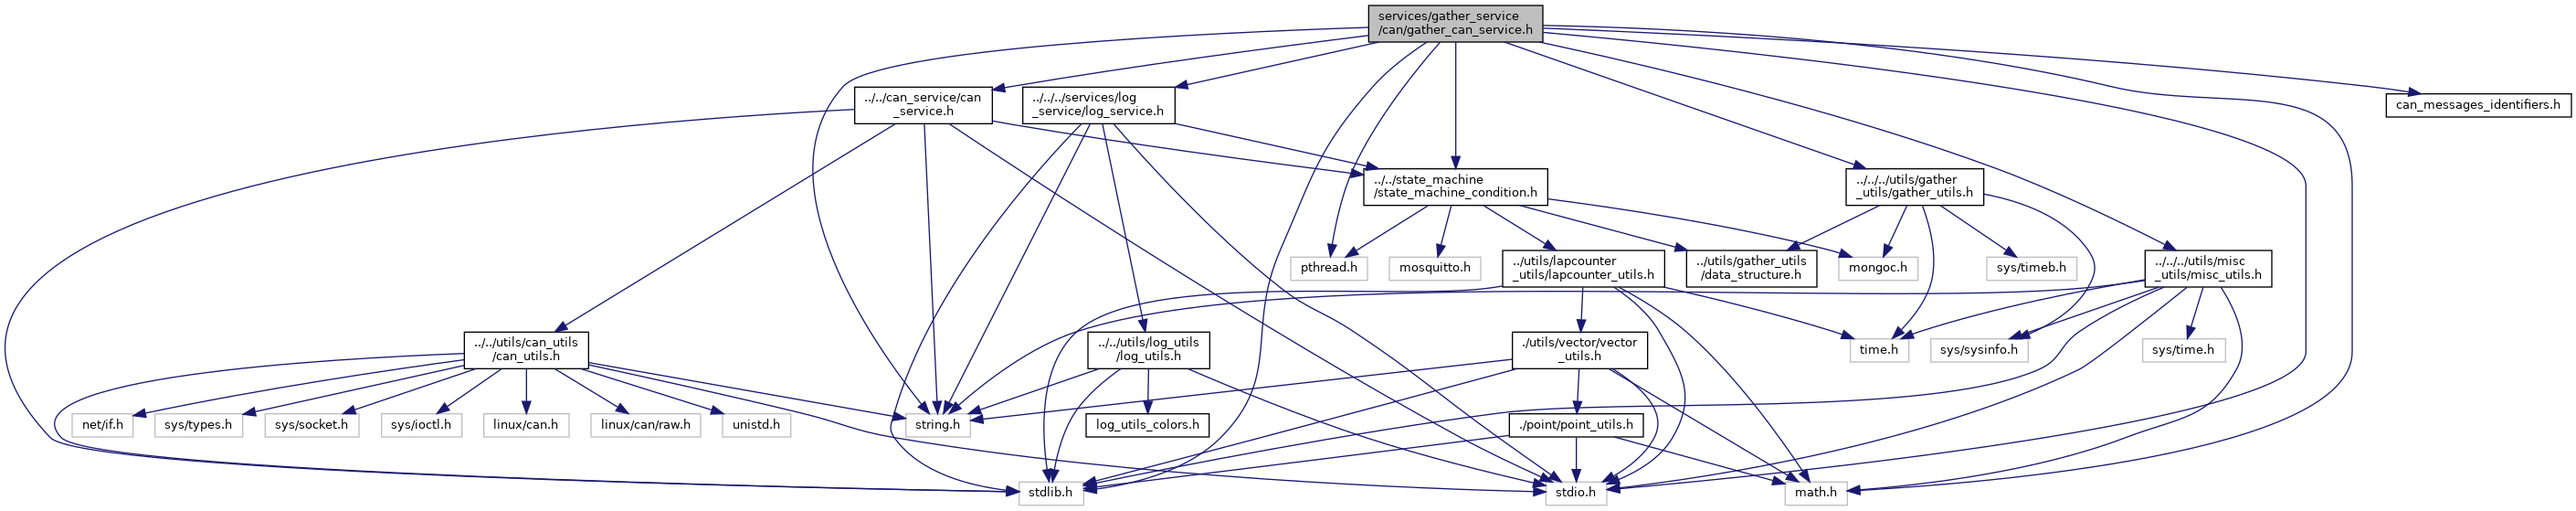 services/gather_service
/can/gather_can_service.h
../../can_service/can
_service.h
../../../services/log
_service/log_service.h
can_messages_identifiers.h
../../state_machine
/state_machine_condition.h
../../../utils/gather
_utils/gather_utils.h
pthread.h
mosquitto.h
../utils/lapcounter
_utils/lapcounter_utils.h
../utils/gather_utils
/data_structure.h
mongoc.h
sys/timeb.h
../../../utils/misc
_utils/misc_utils.h
../../utils/can_utils
/can_utils.h
../../utils/log_utils
/log_utils.h
./utils/vector/vector
_utils.h
time.h
sys/sysinfo.h
sys/time.h
net/if.h
sys/types.h
sys/socket.h
sys/ioctl.h
linux/can.h
linux/can/raw.h
unistd.h
string.h
log_utils_colors.h
./point/point_utils.h
stdlib.h
stdio.h
math.h